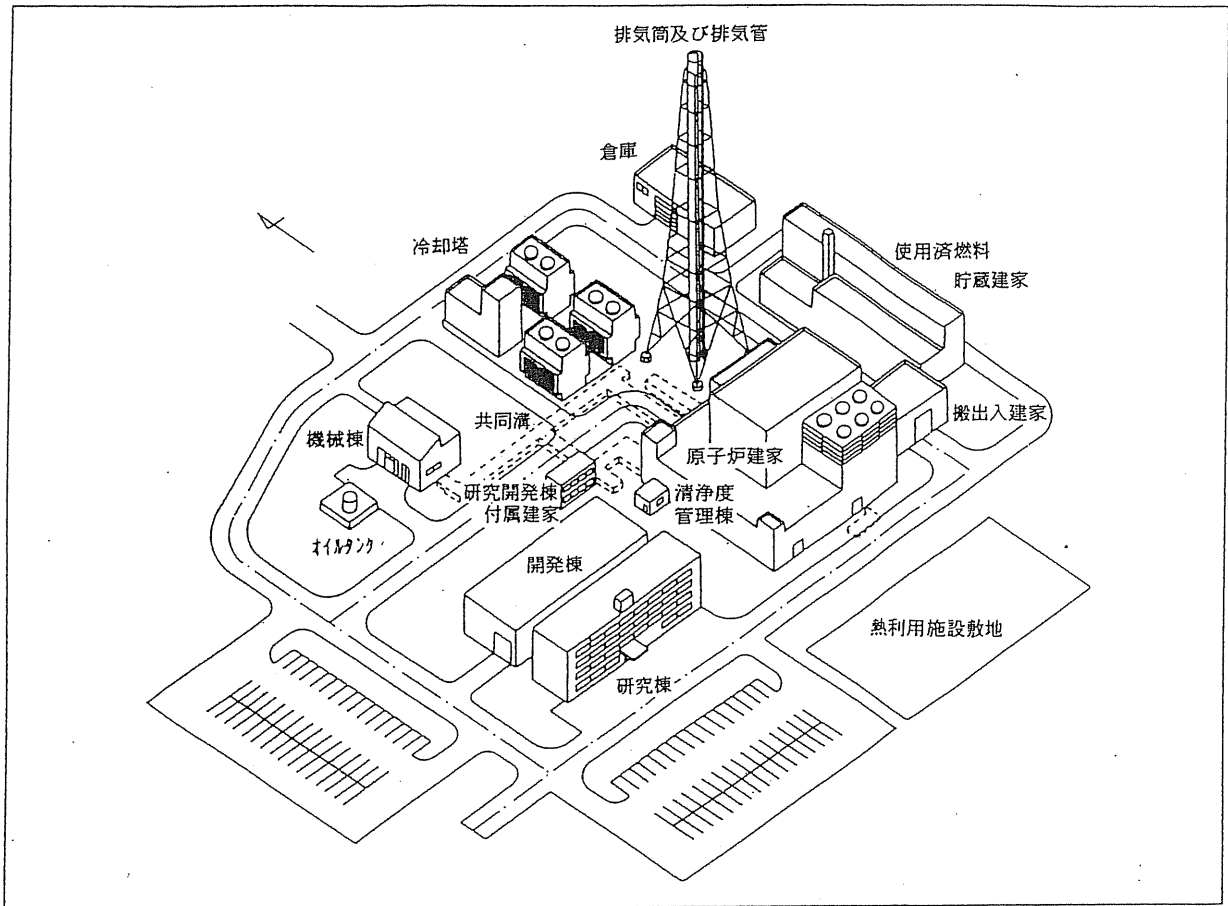 排気筒及び排気管
倉庫
冷却塔
使用済燃料
貯蔵建家
共同溝
機械棟
搬出入建家
原子炉建家
研究開発棟
付属建家
清浄度
管理棟
オイルタンク
開発棟
熱利用施設敷地
研究棟